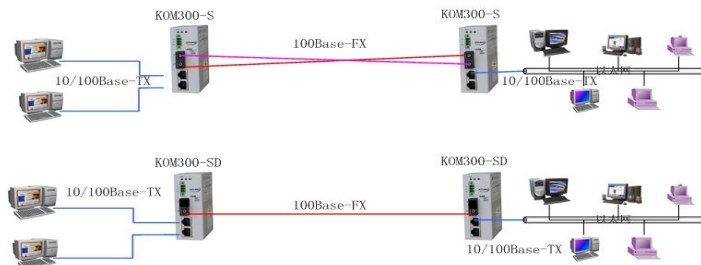 KOM300-S
KOM300-S
100Base-FX
10/100Base-TX
10/100Base-TX
以太网
KOM300-SD
KOM300-SD
10/100Base-TX
100Base-FX
以太网
10/100Base-TX